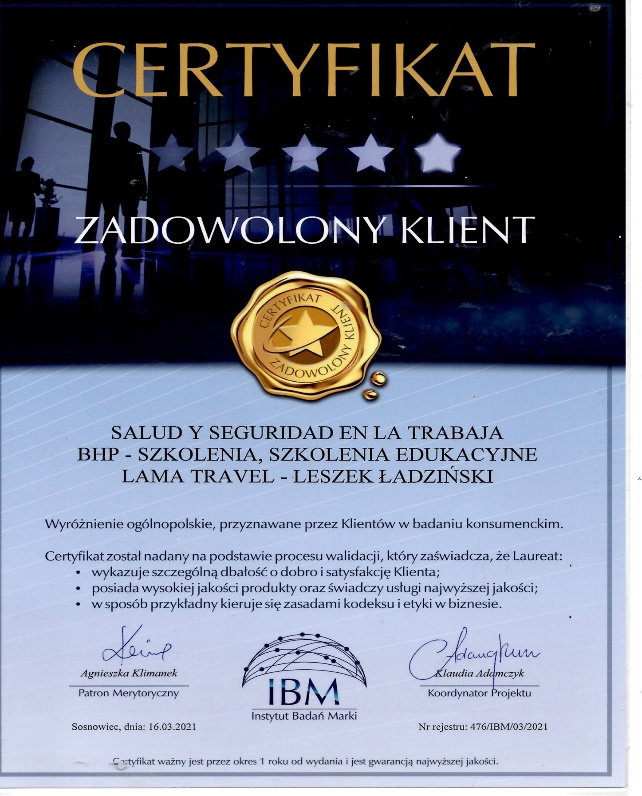 CERTYFIKAT
ZADOWOLONY KLIENT
CERTYFIKAT
ZADOWOLONY KLIENT
SALUD Y SEGURIDAD EN LA TRABAJA
BHP - SZKOLENIA, SZKOLENIA EDUKACYJNE
LAMA TRAVEL - LESZEK ŁADZIŃSKI
Wyróżnienie ogólnopolskie, przyznawane przez Klientów w badaniu konsumenckim.
Certyfikat został nadany na podstawie procesu walidacji, który zaświadcza, że Laureat:
• wykazuje szczególną dbałość o dobro i satysfakcję Klienta;
• posiada wysokiej jakości produkty oraz świadczy usługi najwyższej jakości;
• w sposób przykładny kieruje się zasadami kodeksu i etyki w biznesie.
Agnieszka Klimanek
Patron Merytoryczny
IBM
Instytut Badań Marki
Klaudia Adamczyk
Koordynator Projektu
Sosnowiec, dnia: 16.03.2021
Nr rejestru: 476/IBM/03/2021
Certyfikat ważny jest przez okres 1 roku od wydania i jest gwarancją najwyższej jakości.